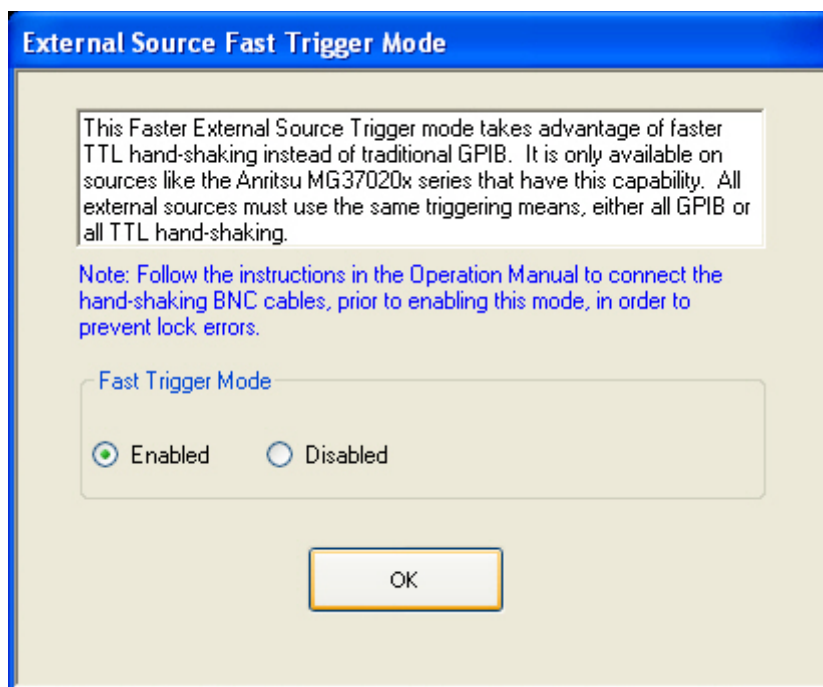 External Source Fast Trigger Mode
This Faster External Source Trigger mode takes advantage of faster
TTL hand-shaking instead of traditional GPIB.  It is only available on
sources like the Anritsu MG37020x series that have this capability.  All
external sources must use the same triggering means, either all GPIB or
all TTL hand-shaking.
Note: Follow the instructions in the Operation Manual to connect the
hand-shaking BNC cables, prior to enabling this mode, in order to
prevent lock errors.
Fast Trigger Mode
Enabled Disabled
OK